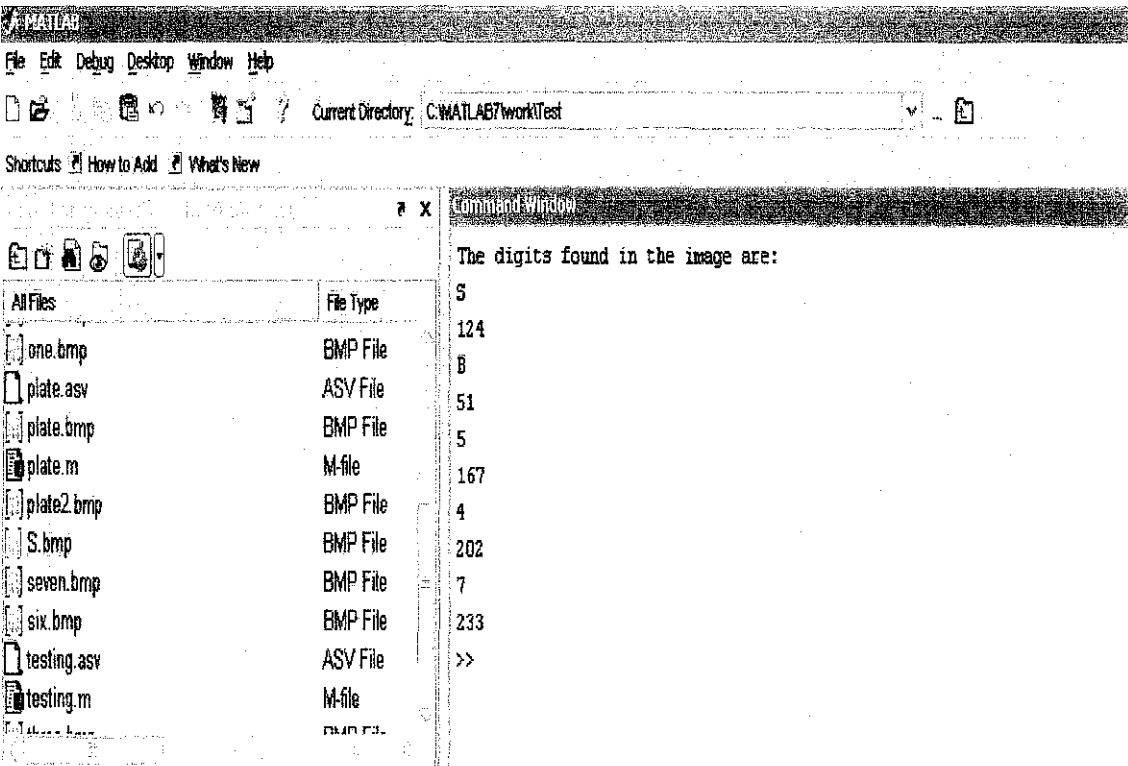 MATLAB
File Edit Debug Desktop Window Help
Current Directory: C:\MATLAB7\work\Test
Shortcuts How to Add What's New
Command Window
The digits found in the image are:
S
124
B
51
5
167
4
202
7
233
>>
All Files File Type
one.bmp BMP File
plate.asv ASV File
plate.bmp BMP File
plate.m M-file
plate2.bmp BMP File
S.bmp BMP File
seven.bmp BMP File
six.bmp BMP File
testing.asv ASV File
testing.m M-file